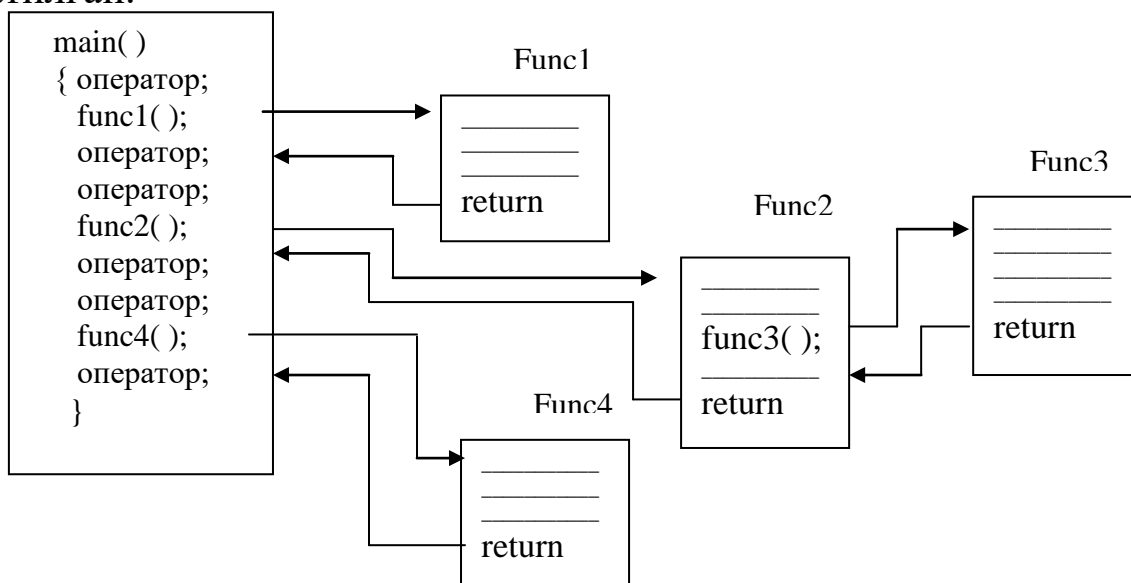 main( )
{ оператор;
func1( );
оператор;
оператор;
func2( );
оператор;
оператор;
func4( );
оператор;
}
Func1
return
Func2
func3( );
return
Func3
return
Func4
return